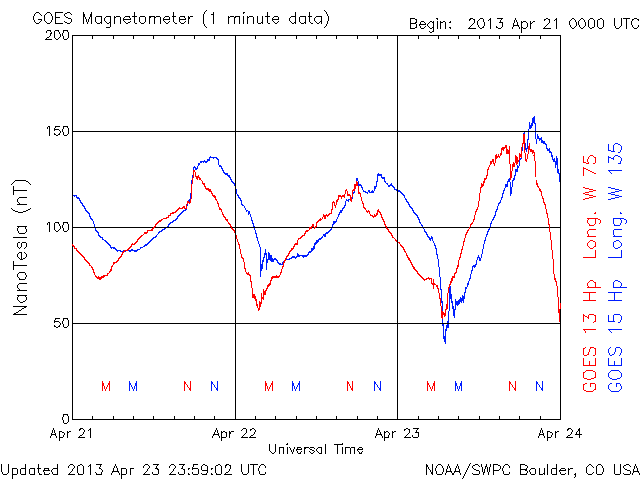 GOES Magnetometer (1 minute data)
Begin: 2013 Apr 21 0000 UTC
200
150
100
50
0
NanoTesla (nT)
M M N N M M N N M M N N
Apr 21 Apr 22 Apr 23 Apr 24
Universal Time
GOES 13 Hp Long. W 75
GOES 15 Hp Long. W 135
Updated 2013 Apr 23 23:59:02 UTC
NOAA/SWPC Boulder, CO USA